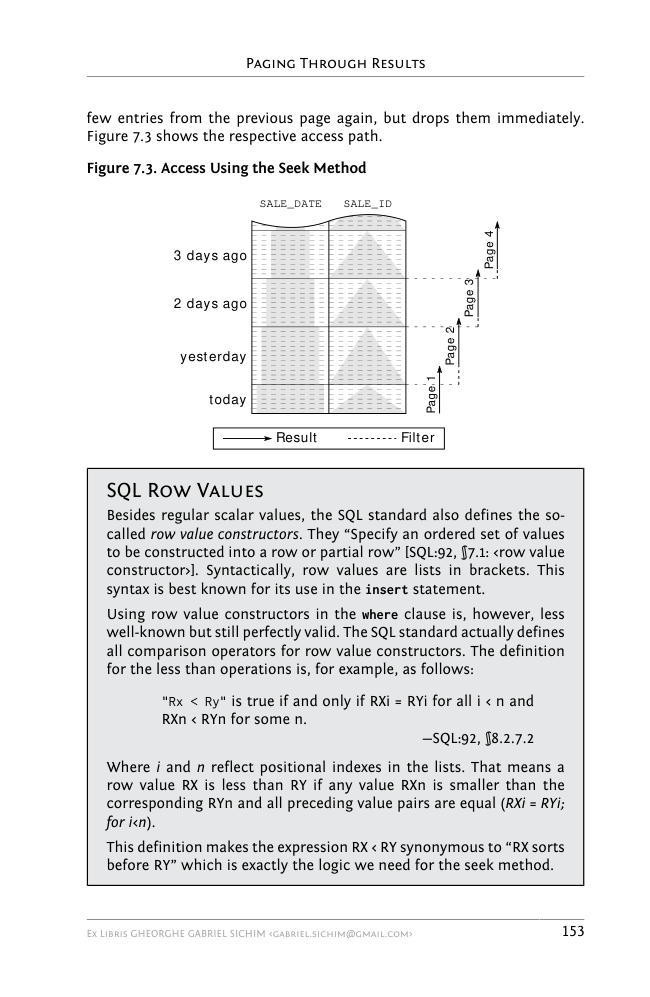 Paging Through Results
few entries from the previous page again, but drops them immediately.
Figure 7.3 shows the respective access path.
Figure 7.3. Access Using the Seek Method
SALE_DATE SALE_ID
3 days ago
2 days ago
yesterday
today
Page 1
Page 2
Page 3
Page 4
Result Filter
SQL Row Values
Besides regular scalar values, the SQL standard also defines the so-
called row value constructors. They “Specify an ordered set of values
to be constructed into a row or partial row” [SQL:92, §7.1: <row value
constructor>]. Syntactically, row values are lists in brackets. This
syntax is best known for its use in the insert statement.
Using row value constructors in the where clause is, however, less
well-known but still perfectly valid. The SQL standard actually defines
all comparison operators for row value constructors. The definition
for the less than operations is, for example, as follows:
"Rx < Ry" is true if and only if RXi = RYi for all i < n and
RXn < RYn for some n.
—SQL:92, §8.2.7.2
Where i and n reflect positional indexes in the lists. That means a
row value RX is less than RY if any value RXn is smaller than the
corresponding RYn and all preceding value pairs are equal (RXi = RYi;
for i<n).
This definition makes the expression RX < RY synonymous to “RX sorts
before RY” which is exactly the logic we need for the seek method.
Ex Libris GHEORGHE GABRIEL SICHIM <gabriel.sichim@gmail.com> 153